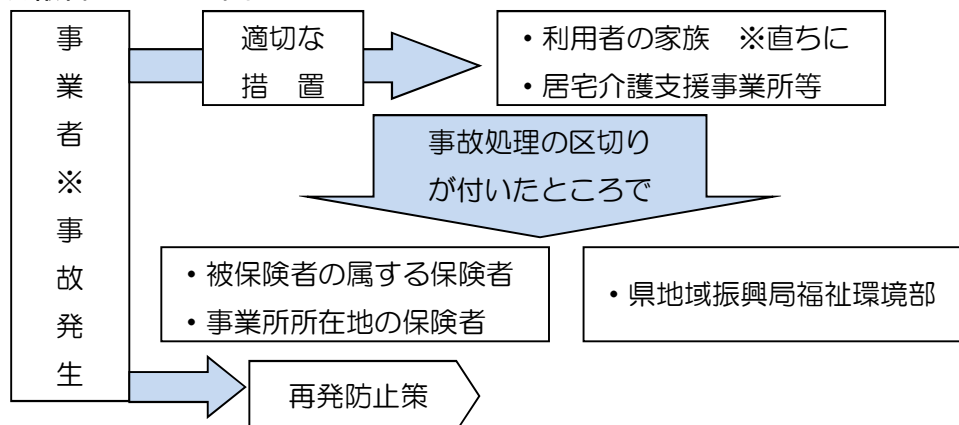 事業者※事故発生
適切な
措　置
・利用者の家族　※直ちに
・居宅介護支援事業所等
事故処理の区切り
が付いたところで
・被保険者の属する保険者
・事業所所在地の保険者
・県地域振興局福祉環境部
再発防止策